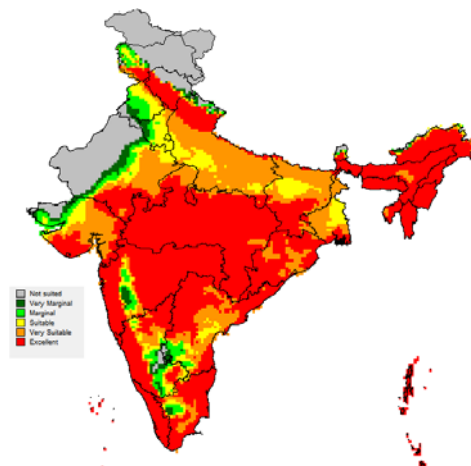 Not suited
Very Marginal
Marginal
Suitable
Very Suitable
Excellent